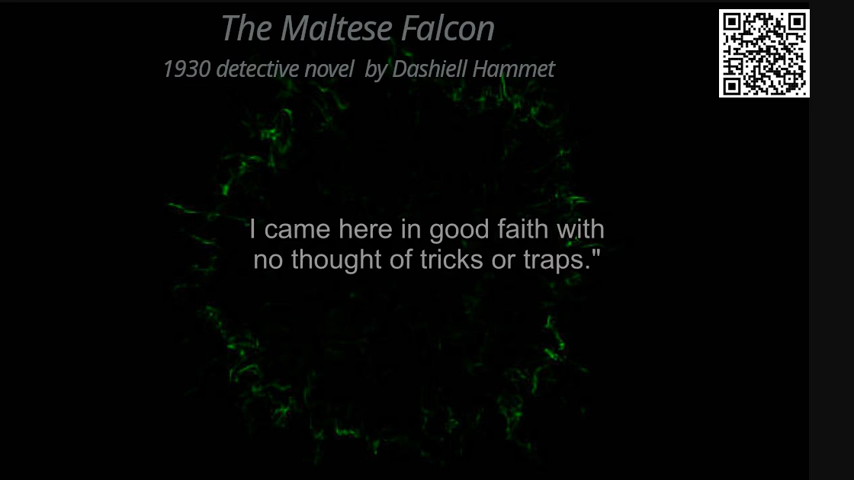 The Maltese Falcon
1930 detective novel by Dashiell Hammet
I came here in good faith with
no thought of tricks or traps."